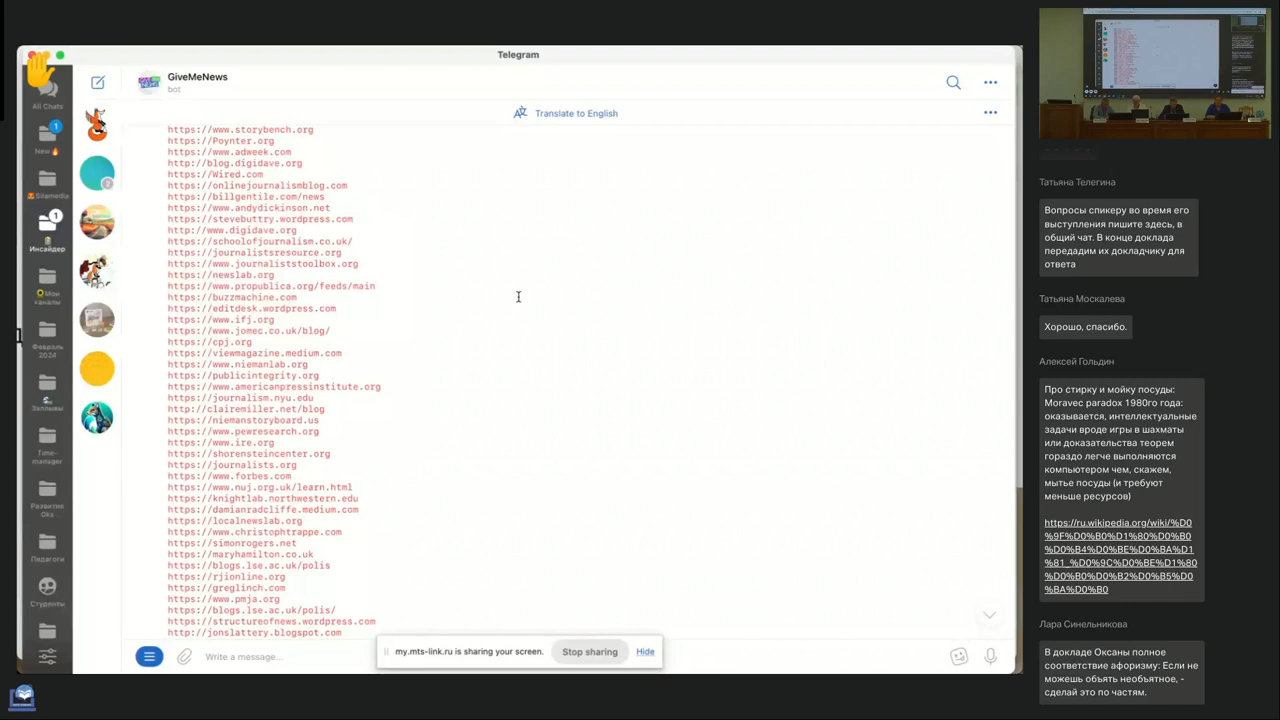 Telegram
All Chats
1
New🔥
Silamedia
1
Инсайдер
Мои
каналы
Февраль
2024
Заплывы
Time-
manager
Развитие
Oks
Педагоги
Студенты
2
GiveMeNews
bot
Translate to English
https://www.storybench.org
https://Poynter.org
https://www.adweek.com
http://blog.digidave.org
https://Wired.com
https://onlinejournalismblog.com
https://billgentile.com/news
https://www.andydickinson.net
https://stevebuttry.wordpress.com
http://www.digidave.org
https://schoolofjournalism.co.uk/
https://journalistsresource.org
https://www.journaliststoolbox.org
https://newslab.org
https://www.propublica.org/feeds/main
https://buzzmachine.com
https://editdesk.wordpress.com
https://www.ifj.org
https://www.jomec.co.uk/blog/
https://cpj.org
https://viewmagazine.medium.com
https://www.niemanlab.org
https://publicintegrity.org
https://www.americanpressinstitute.org
https://journalism.nyu.edu
http://clairemiller.net/blog
https://niemanstoryboard.us
https://www.pewresearch.org
https://www.ire.org
https://shorensteincenter.org
https://journalists.org
https://www.forbes.com
https://www.nuj.org.uk/learn.html
https://knightlab.northwestern.edu
https://damianradcliffe.medium.com
https://localnewslab.org
https://www.christophtrappe.com
https://simonrogers.net
https://maryhamilton.co.uk
https://blogs.lse.ac.uk/polis
https://rjionline.org
https://greglinch.com
https://www.pmja.org
https://blogs.lse.ac.uk/polis/
https://structureofnews.wordpress.com
http://jonslattery.blogspot.com
Write a message...
my.mts-link.ru is sharing your screen.
Stop sharing
Hide
Татьяна Телегина
Вопросы спикеру во время его
выступления пишите здесь, в
общий чат. В конце доклада
передадим их докладчику для
ответа
Татьяна Москалева
Хорошо, спасибо.
Алексей Гольдин
Про стирку и мойку посуды:
Moravec paradox 1980го года:
оказывается, интеллектуальные
задачи вроде игры в шахматы
или доказательства теорем
гораздо легче выполняются
компьютером чем, скажем,
мытье посуды (и требуют
меньше ресурсов)
https://ru.wikipedia.org/wiki/%D0
%9F%D0%B0%D1%80%D0%B0
%D0%B4%D0%BE%D0%BA%D1
%81_%D0%9C%D0%BE%D1%80
%D0%B0%D0%B2%D0%B5%D0
%BA%D0%B0
Лара Синельникова
В докладе Оксаны полное
соответствие афоризму: Если не
можешь объять необъятное, -
сделай это по частям.